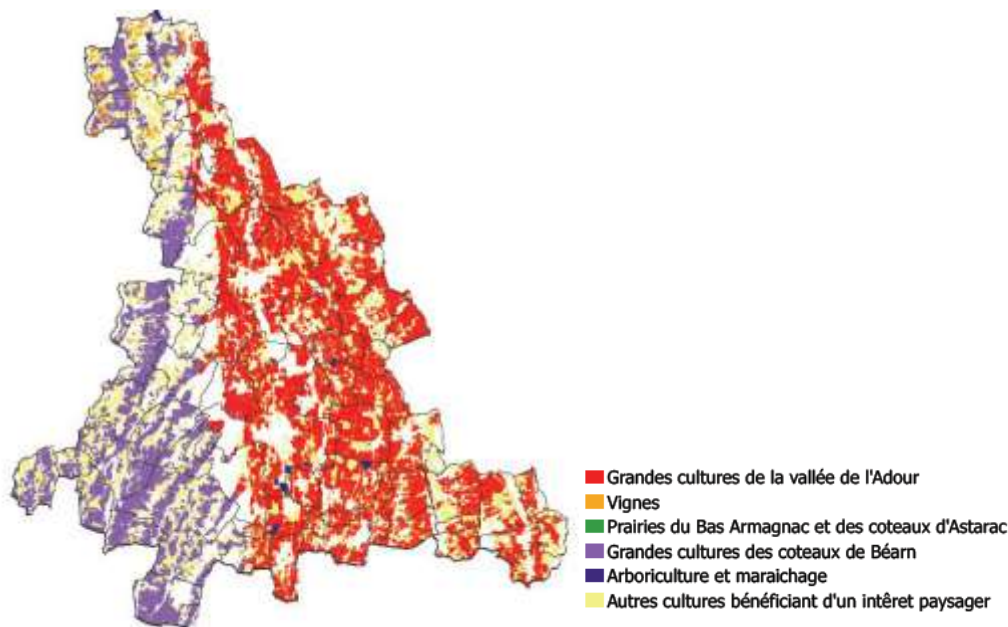 Grandes cultures de la vallée de l'Adour
Vignes
Prairies du Bas Armagnac et des coteaux d'Astarac
Grandes cultures des coteaux de Béarn
Arboriculture et maraichage
Autres cultures bénéficiant d'un intêret paysager